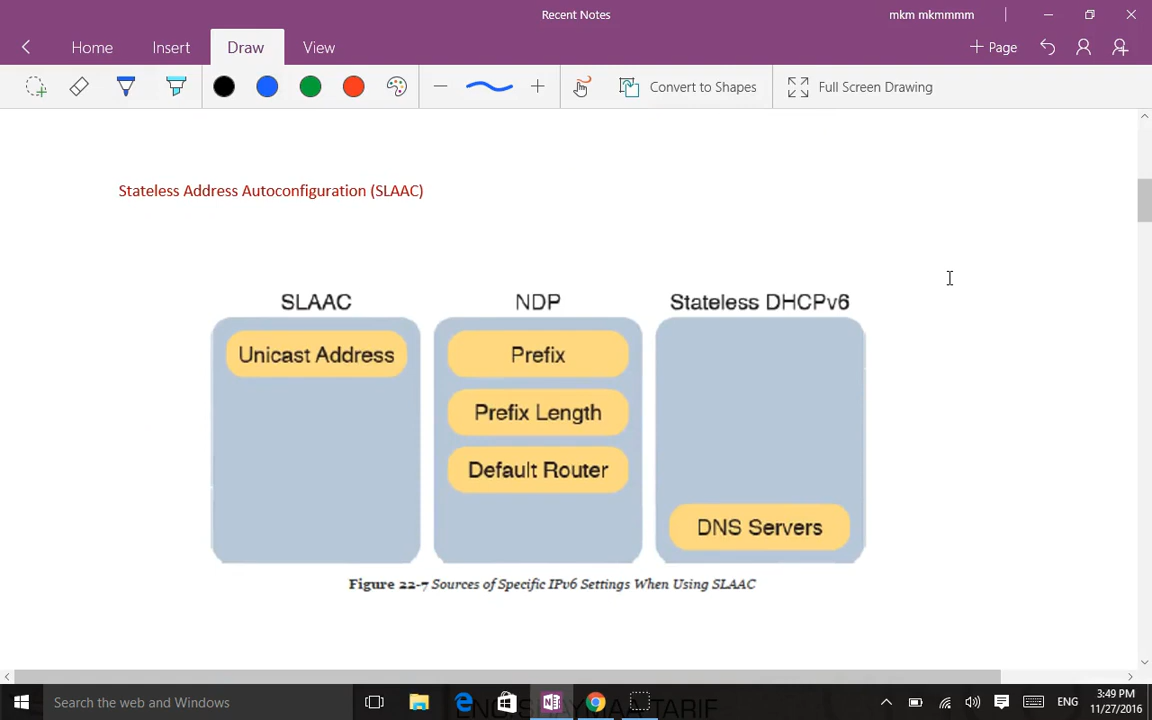 Recent Notes
mkm mkmmmm
Home
Insert
Draw
View
Page
Convert to Shapes
Full Screen Drawing
Stateless Address Autoconfiguration (SLAAC)
SLAAC
NDP
Stateless DHCPv6
Unicast Address
Prefix
Prefix Length
Default Router
DNS Servers
Figure 22-7 Sources of Specific IPv6 Settings When Using SLAAC
Search the web and Windows
ENG
3:49 PM
11/27/2016